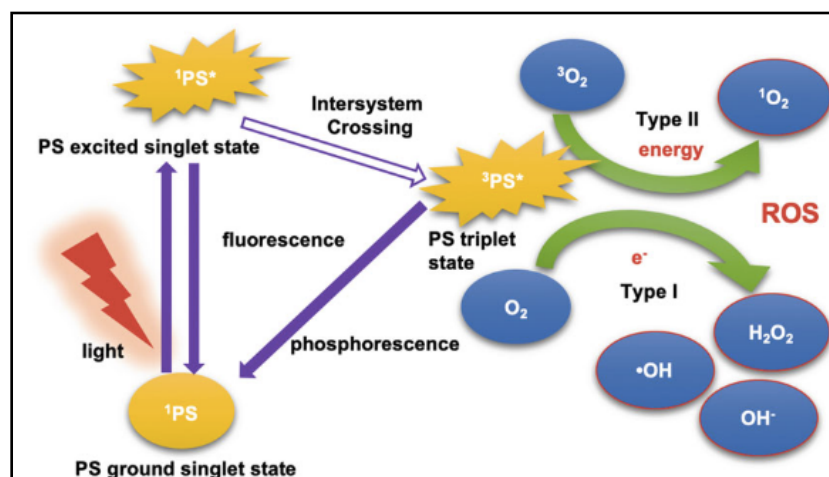 ¹PS*
PS excited singlet state
Intersystem
Crossing
³PS*
PS triplet
state
³O₂
Type II
energy
¹O₂
ROS
fluorescence
e⁻
Type I
O₂
light
phosphorescence
H₂O₂
•OH
OH⁻
¹PS
PS ground singlet state